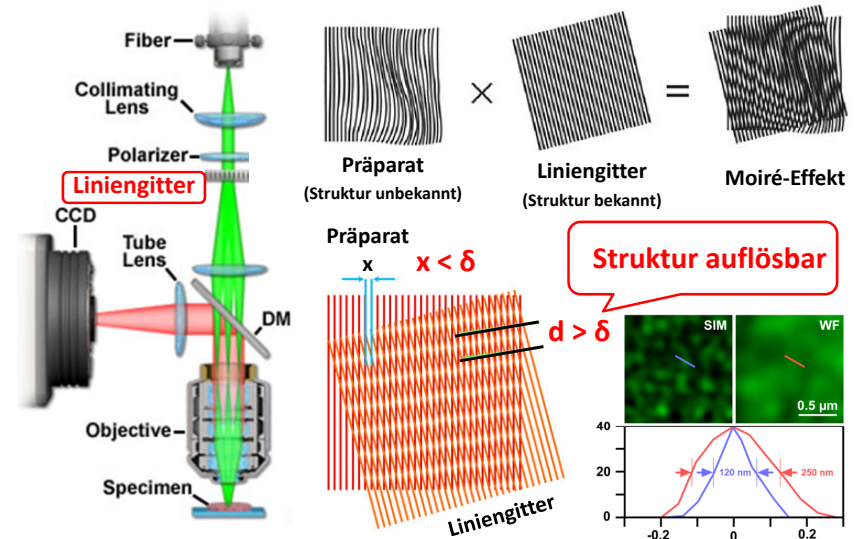 Fiber
Collimating
Lens
Polarizer
Liniengitter
CCD
Tube
Lens
DM
Objective
Specimen
×
=
Präparat
(Struktur unbekannt)
Liniengitter
(Struktur bekannt)
Moiré-Effekt
Präparat
x
x < δ
Struktur auflösbar
d > δ
Liniengitter
SIM
WF
0.5 µm
40
20
0
120 nm
250 nm
-0.2
0
0.2